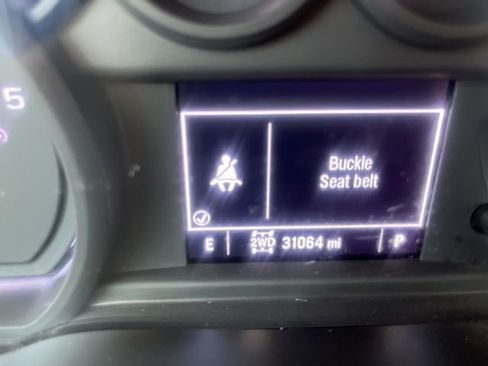 5
Buckle
Seat belt
E 2WD 31064 mi P